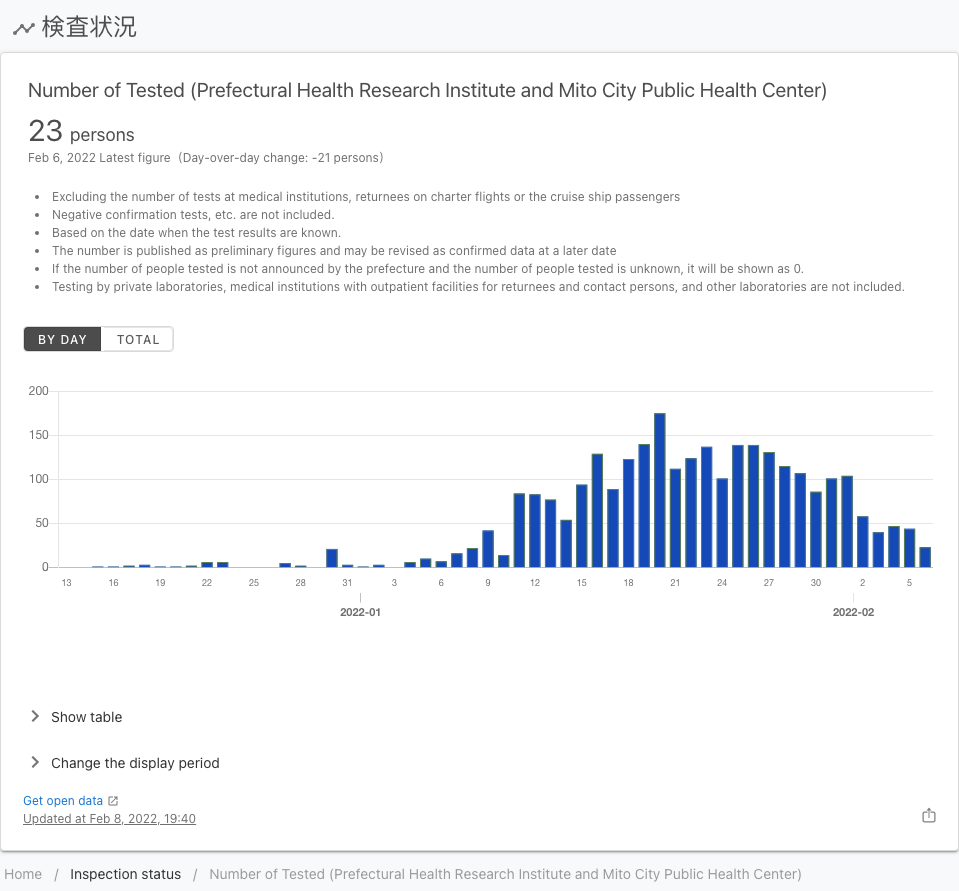 検査状況
Number of Tested (Prefectural Health Research Institute and Mito City Public Health Center)
23 persons
Feb 6, 2022 Latest figure (Day-over-day change: -21 persons)
• Excluding the number of tests at medical institutions, returnees on charter flights or the cruise ship passengers
• Negative confirmation tests, etc. are not included.
• Based on the date when the test results are known.
• The number is published as preliminary figures and may be revised as confirmed data at a later date
• If the number of people tested is not announced by the prefecture and the number of people tested is unknown, it will be shown as 0.
• Testing by private laboratories, medical institutions with outpatient facilities for returnees and contact persons, and other laboratories are not included.
BY DAY TOTAL
200
150
100
50
0
13 16 19 22 25 28 31 3 6 9 12 15 18 21 24 27 30 2 5
2022-01 2022-02
Show table
Change the display period
Get open data
Updated at Feb 8, 2022, 19:40
Home / Inspection status / Number of Tested (Prefectural Health Research Institute and Mito City Public Health Center)